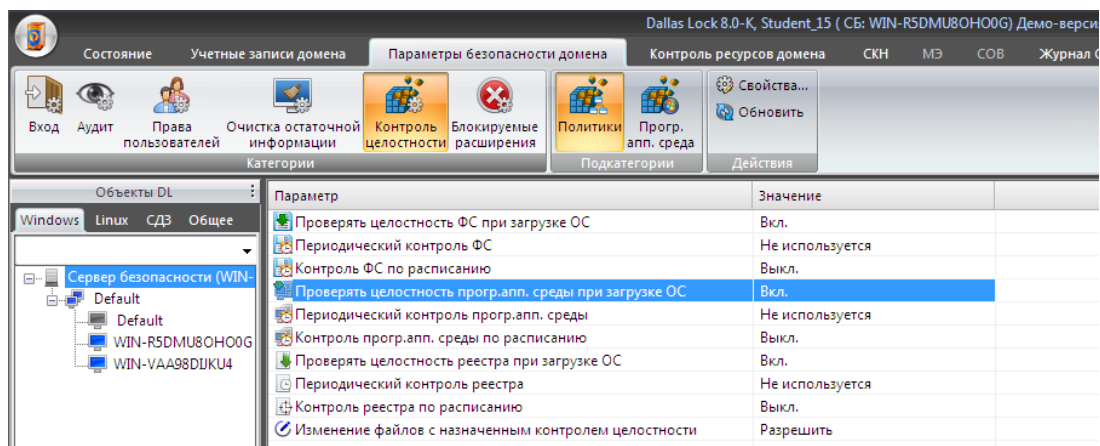 Dallas Lock 8.0-K, Student_15 ( СБ: WIN-R5DMU8OHO0G) Демо-верси
Состояние Учетные записи домена Параметры безопасности домена Контроль ресурсов домена СКН МЭ СОВ Журнал С
Вход Аудит Права пользователей Очистка остаточной информации Контроль целостности Блокируемые расширения Политики Прогр. апп. среда Свойства... Обновить
Категории Подкатегории Действия
Объекты DL
Windows Linux СДЗ Общее
Сервер безопасности (WIN-
Default
Default
WIN-R5DMU8OHO0G
WIN-VAA98DIJKU4
Параметр Значение
Проверять целостность ФС при загрузке ОС Вкл.
Периодический контроль ФС Не используется
Контроль ФС по расписанию Выкл.
Проверять целостность прогр.апп. среды при загрузке ОС Вкл.
Периодический контроль прогр.апп. среды Не используется
Контроль прогр.апп. среды по расписанию Выкл.
Проверять целостность реестра при загрузке ОС Вкл.
Периодический контроль реестра Не используется
Контроль реестра по расписанию Выкл.
Изменение файлов с назначенным контролем целостности Разрешить